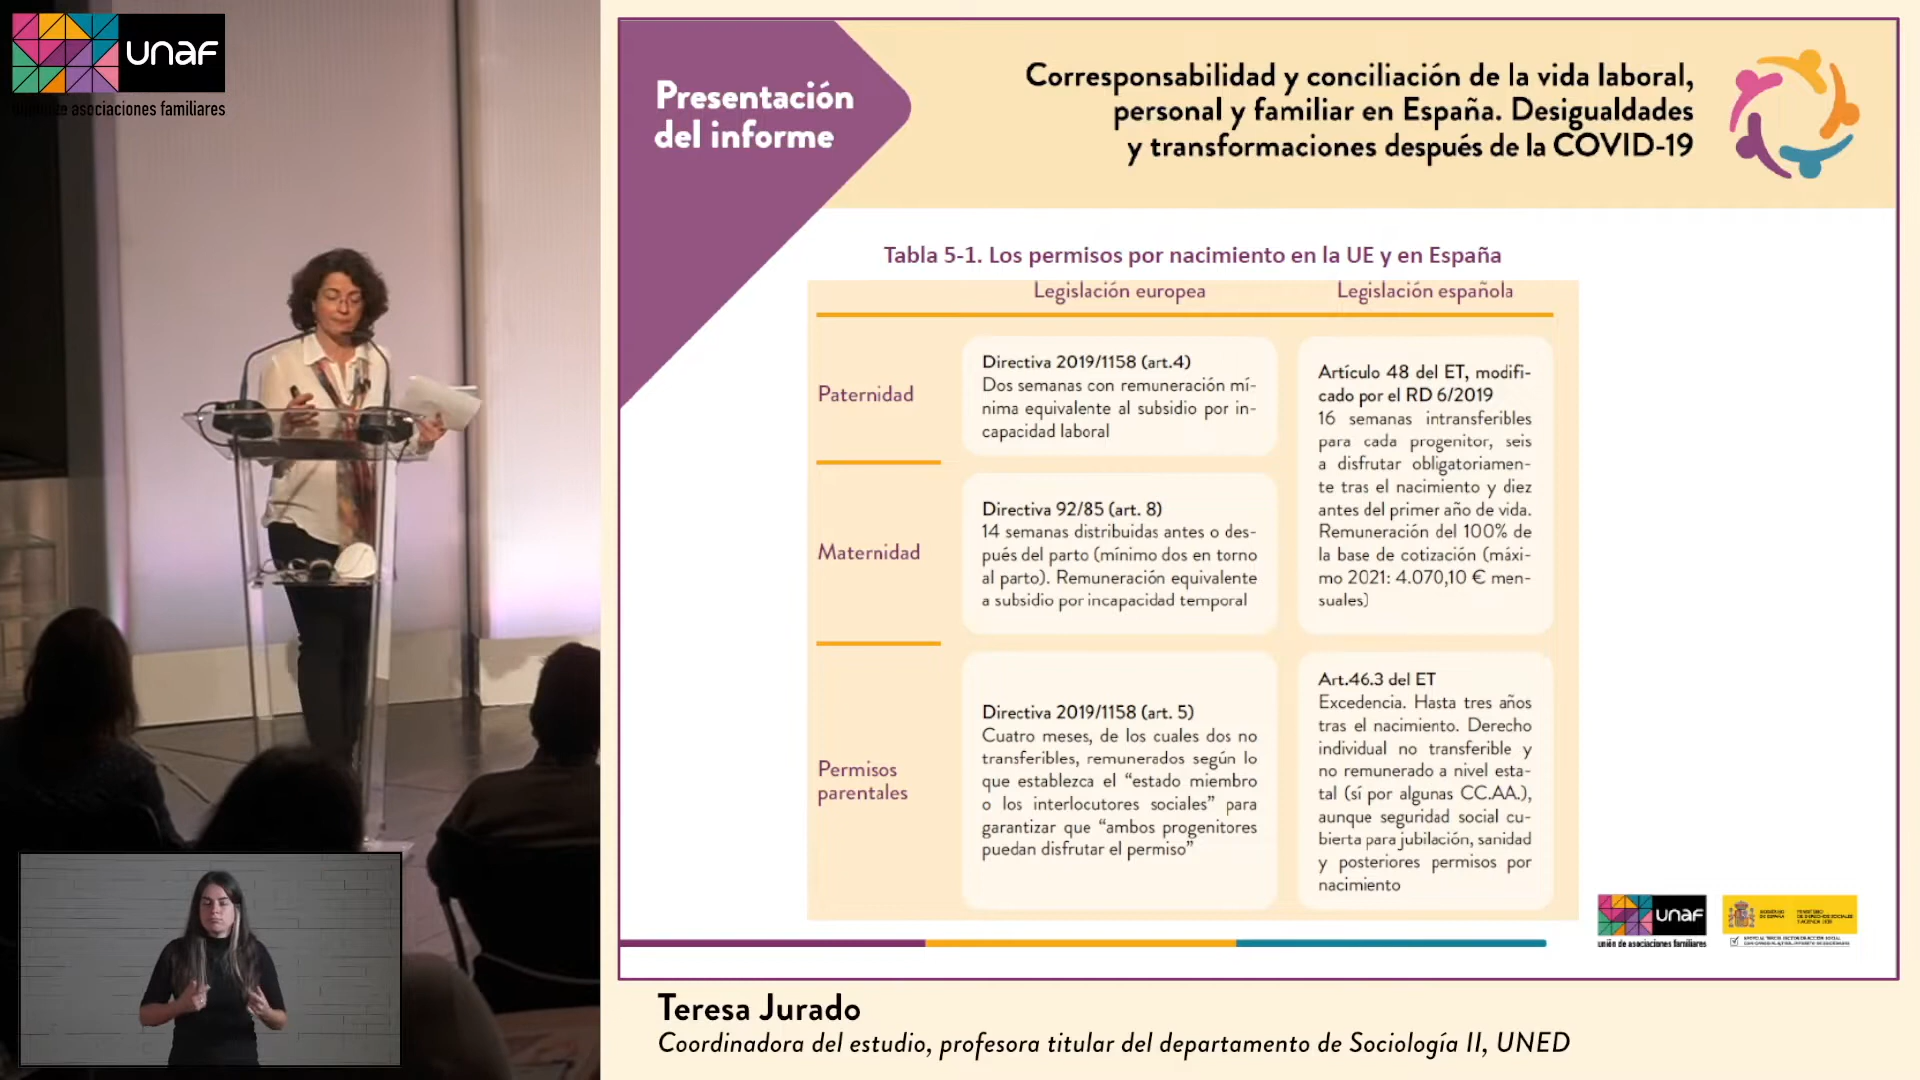 unaf
unión de asociaciones familiares
Presentación
del informe
Corresponsabilidad y conciliación de la vida laboral,
personal y familiar en España. Desigualdades
y transformaciones después de la COVID-19
Tabla 5-1. Los permisos por nacimiento en la UE y en España
Legislación europea
Legislación española
Paternidad
Directiva 2019/1158 (art.4)
Dos semanas con remuneración mí-
nima equivalente al subsidio por in-
capacidad laboral
Maternidad
Directiva 92/85 (art. 8)
14 semanas distribuidas antes o des-
pués del parto (mínimo dos en torno
al parto). Remuneración equivalente
a subsidio por incapacidad temporal
Artículo 48 del ET, modifi-
cado por el RD 6/2019
16 semanas intransferibles
para cada progenitor, seis
a disfrutar obligatoriamen-
te tras el nacimiento y diez
antes del primer año de vida.
Remuneración del 100% de
la base de cotización (máxi-
mo 2021: 4.070,10 € men-
suales)
Permisos
parentales
Directiva 2019/1158 (art. 5)
Cuatro meses, de los cuales dos no
transferibles, remunerados según lo
que establezca el “estado miembro
o los interlocutores sociales” para
garantizar que “ambos progenitores
puedan disfrutar el permiso”
Art.46.3 del ET
Excedencia. Hasta tres años
tras el nacimiento. Derecho
individual no transferible y
no remunerado a nivel esta-
tal (sí por algunas CC.AA.),
aunque seguridad social cu-
bierta para jubilación, sanidad
y posteriores permisos por
nacimiento
unaf
unión de asociaciones familiares
Teresa Jurado
Coordinadora del estudio, profesora titular del departamento de Sociología II, UNED